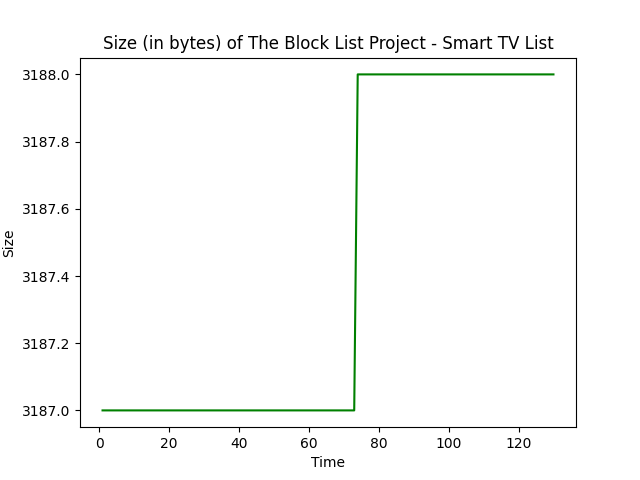 Size (in bytes) of The Block List Project - Smart TV List
3188.0
3187.8
3187.6
3187.4
3187.2
3187.0
Size
0 20 40 60 80 100 120
Time